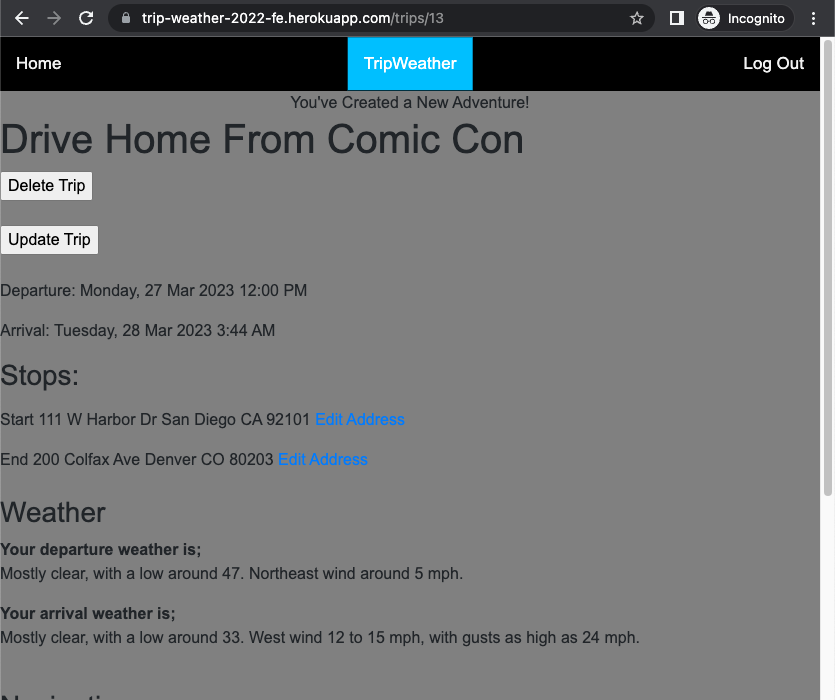 trip-weather-2022-fe.herokuapp.com/trips/13
Incognito
Home
TripWeather
Log Out
You've Created a New Adventure!
Drive Home From Comic Con
Delete Trip
Update Trip
Departure: Monday, 27 Mar 2023 12:00 PM
Arrival: Tuesday, 28 Mar 2023 3:44 AM
Stops:
Start 111 W Harbor Dr San Diego CA 92101 Edit Address
End 200 Colfax Ave Denver CO 80203 Edit Address
Weather
Your departure weather is;
Mostly clear, with a low around 47. Northeast wind around 5 mph.
Your arrival weather is;
Mostly clear, with a low around 33. West wind 12 to 15 mph, with gusts as high as 24 mph.